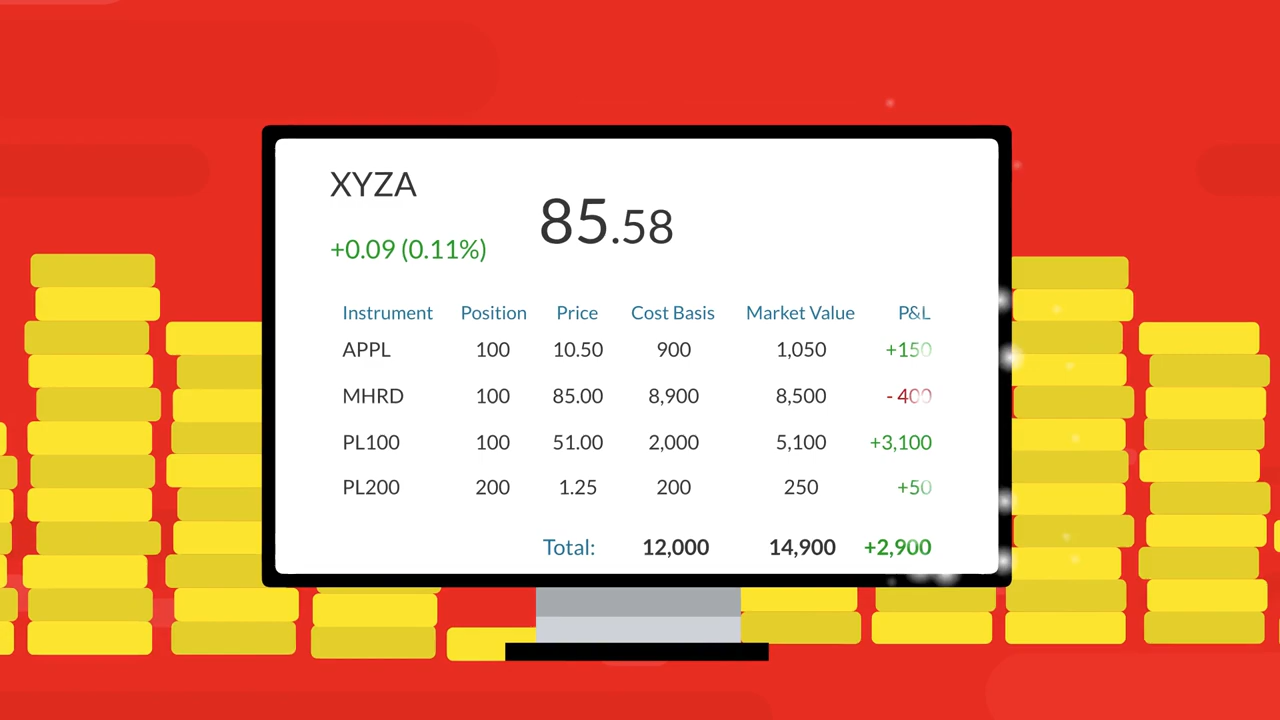 XYZA
85.58
+0.09 (0.11%)
Instrument Position Price Cost Basis Market Value P&L
APPL 100 10.50 900 1,050 +150
MHRD 100 85.00 8,900 8,500 - 400
PL100 100 51.00 2,000 5,100 +3,100
PL200 200 1.25 200 250 +50
Total: 12,000 14,900 +2,900